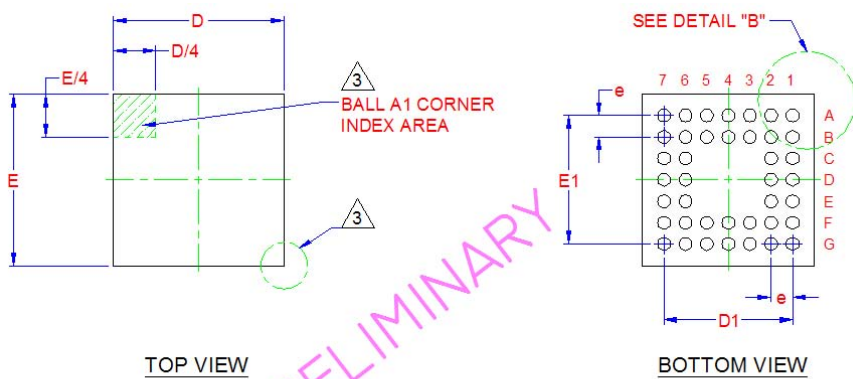 D
D/4
E/4
3
BALL A1 CORNER
INDEX AREA
E
3
TOP VIEW
SEE DETAIL "B"
7 6 5 4 3 2 1
e
A
B
C
D
E
F
G
E1
e
D1
BOTTOM VIEW
ELIMINARY